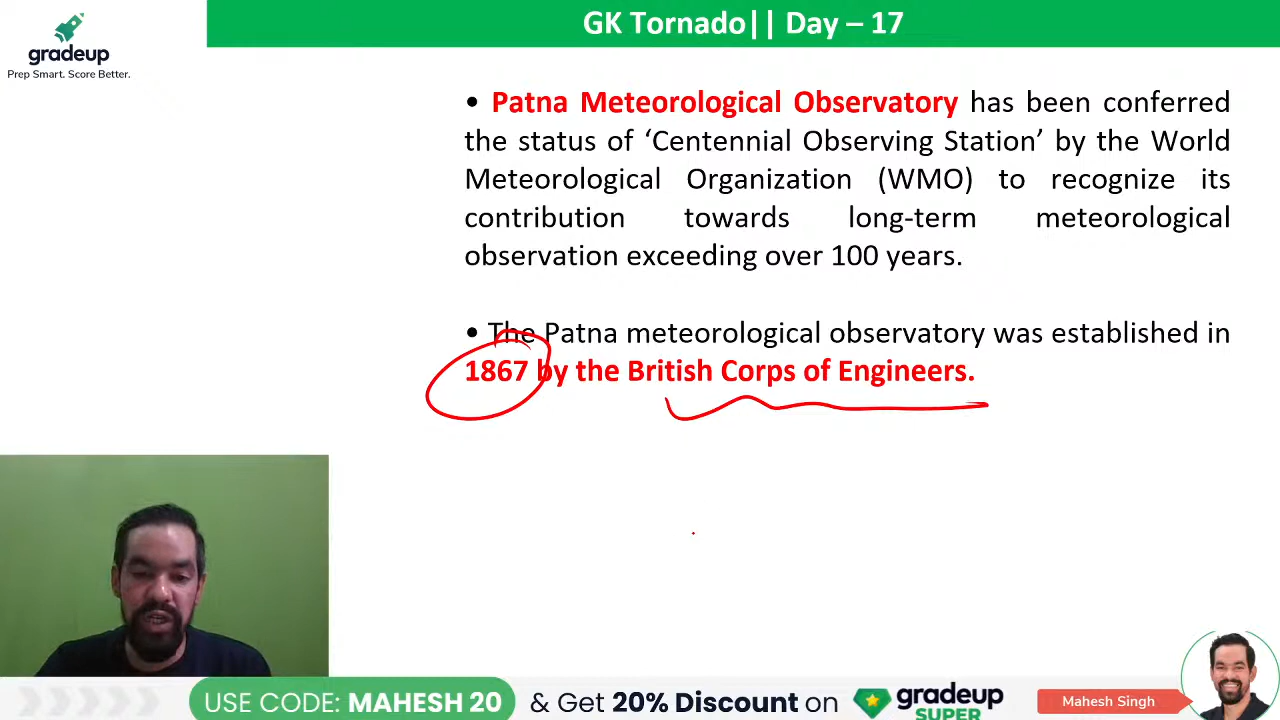 GK Tornado|| Day – 17
gradeup
Prep Smart. Score Better.
• Patna Meteorological Observatory has been conferred
the status of ‘Centennial Observing Station’ by the World
Meteorological Organization (WMO) to recognize its
contribution towards long-term meteorological
observation exceeding over 100 years.
• The Patna meteorological observatory was established in
1867 by the British Corps of Engineers.
USE CODE: MAHESH 20 & Get 20% Discount on gradeup
SUPER
Mahesh Singh